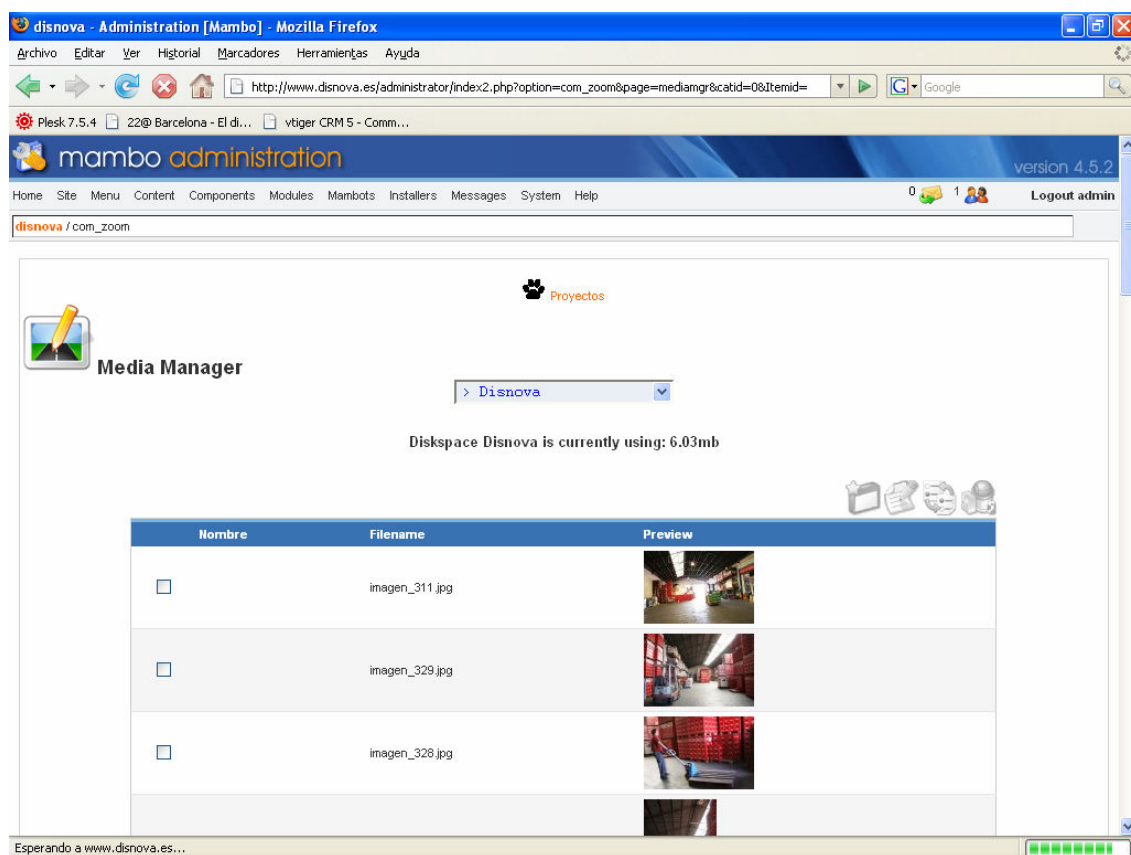 disnova - Administration [Mambo] - Mozilla Firefox
Archivo Editar Ver Historial Marcadores Herramientas Ayuda
http://www.disnova.es/administrator/index2.php?option=com_zoom&page=mediamgr&catid=0&Itemid= G Google
Plesk 7.5.4 22@ Barcelona - El di... vtiger CRM 5 - Comm...
mambo administration
version 4.5.2
Home Site Menu Content Components Modules Mambots Installers Messages System Help 0 1 Logout admin
disnova / com_zoom
Proyectos
Media Manager
> Disnova
Diskspace Disnova is currently using: 6.03mb
Nombre Filename Preview
imagen_311.jpg
imagen_329.jpg
imagen_328.jpg
Esperando a www.disnova.es...